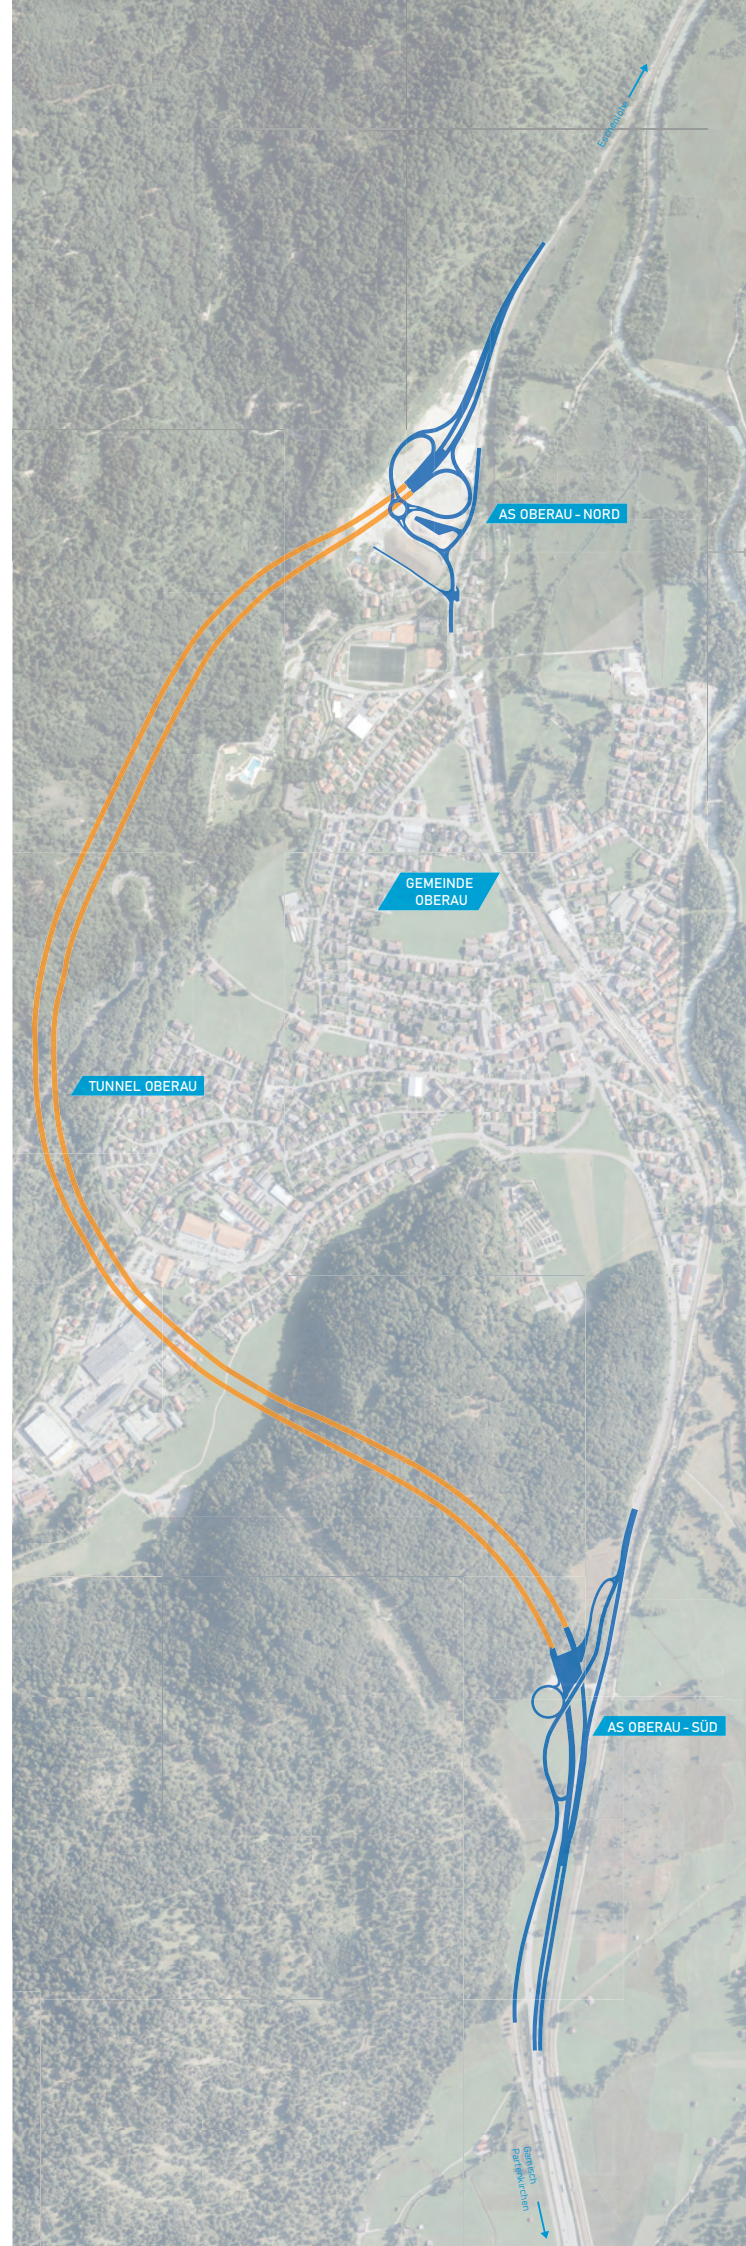 Eschenlohe
AS OBERAU - NORD
GEMEINDE
OBERAU
TUNNEL OBERAU
AS OBERAU - SÜD
Garmisch
Partenkirchen